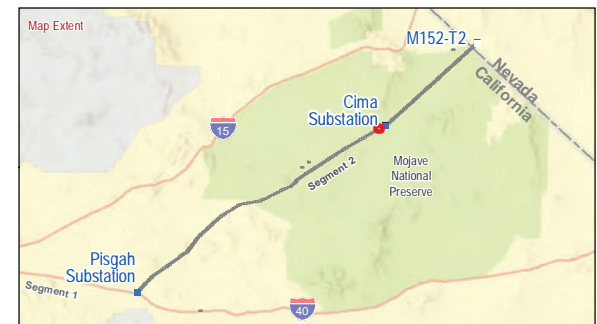 Map Extent
M152-T2
Nevada
California
Cima
Substation
15
Mojave
National
Preserve
Segment 2
Pisgah
Substation
Segment 1
40